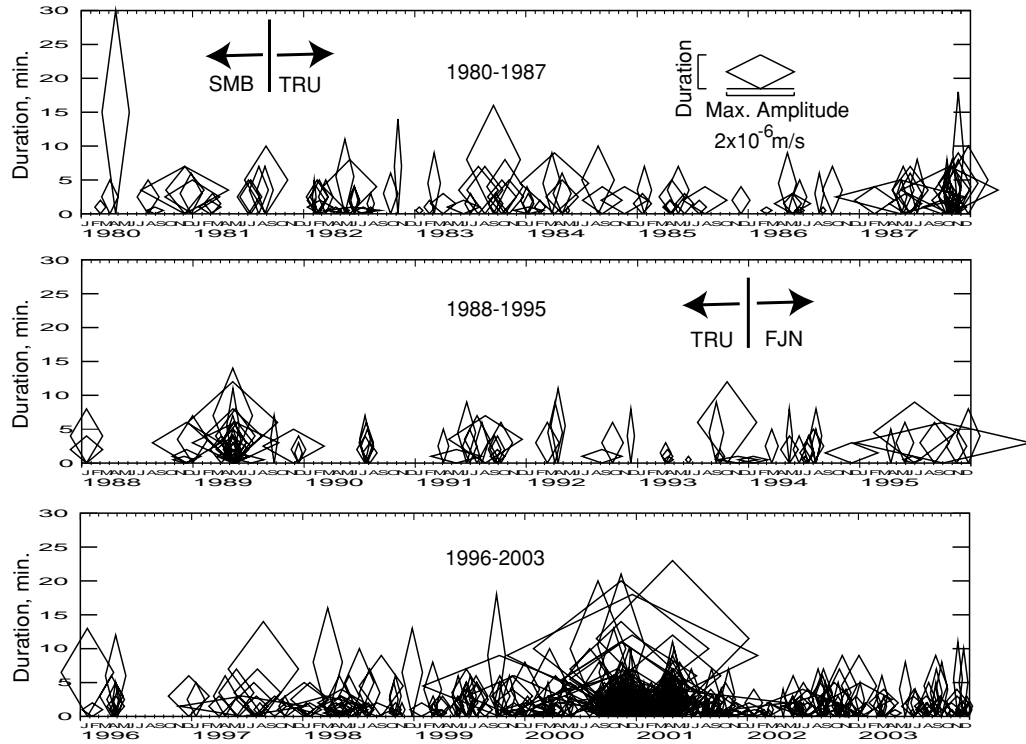 30
25
20
15
10
5
0
Duration, min.
SMB TRU
1980-1987
Duration
Max. Amplitude
2x10⁻⁶m/s
JFMAMJJASONDJFMAMJJASONDJFMAMJJASONDJFMAMJJASONDJFMAMJJASONDJFMAMJJASONDJFMAMJJASONDJFMAMJJASOND
1980 1981 1982 1983 1984 1985 1986 1987
30
25
20
15
10
5
0
Duration, min.
1988-1995
TRU FJN
JFMAMJJASONDJFMAMJJASONDJFMAMJJASONDJFMAMJJASONDJFMAMJJASONDJFMAMJJASONDJFMAMJJASONDJFMAMJJASOND
1988 1989 1990 1991 1992 1993 1994 1995
30
25
20
15
10
5
0
Duration, min.
1996-2003
JFMAMJJASONDJFMAMJJASONDJFMAMJJASONDJFMAMJJASONDJFMAMJJASONDJFMAMJJASONDJFMAMJJASONDJFMAMJJASOND
1996 1997 1998 1999 2000 2001 2002 2003